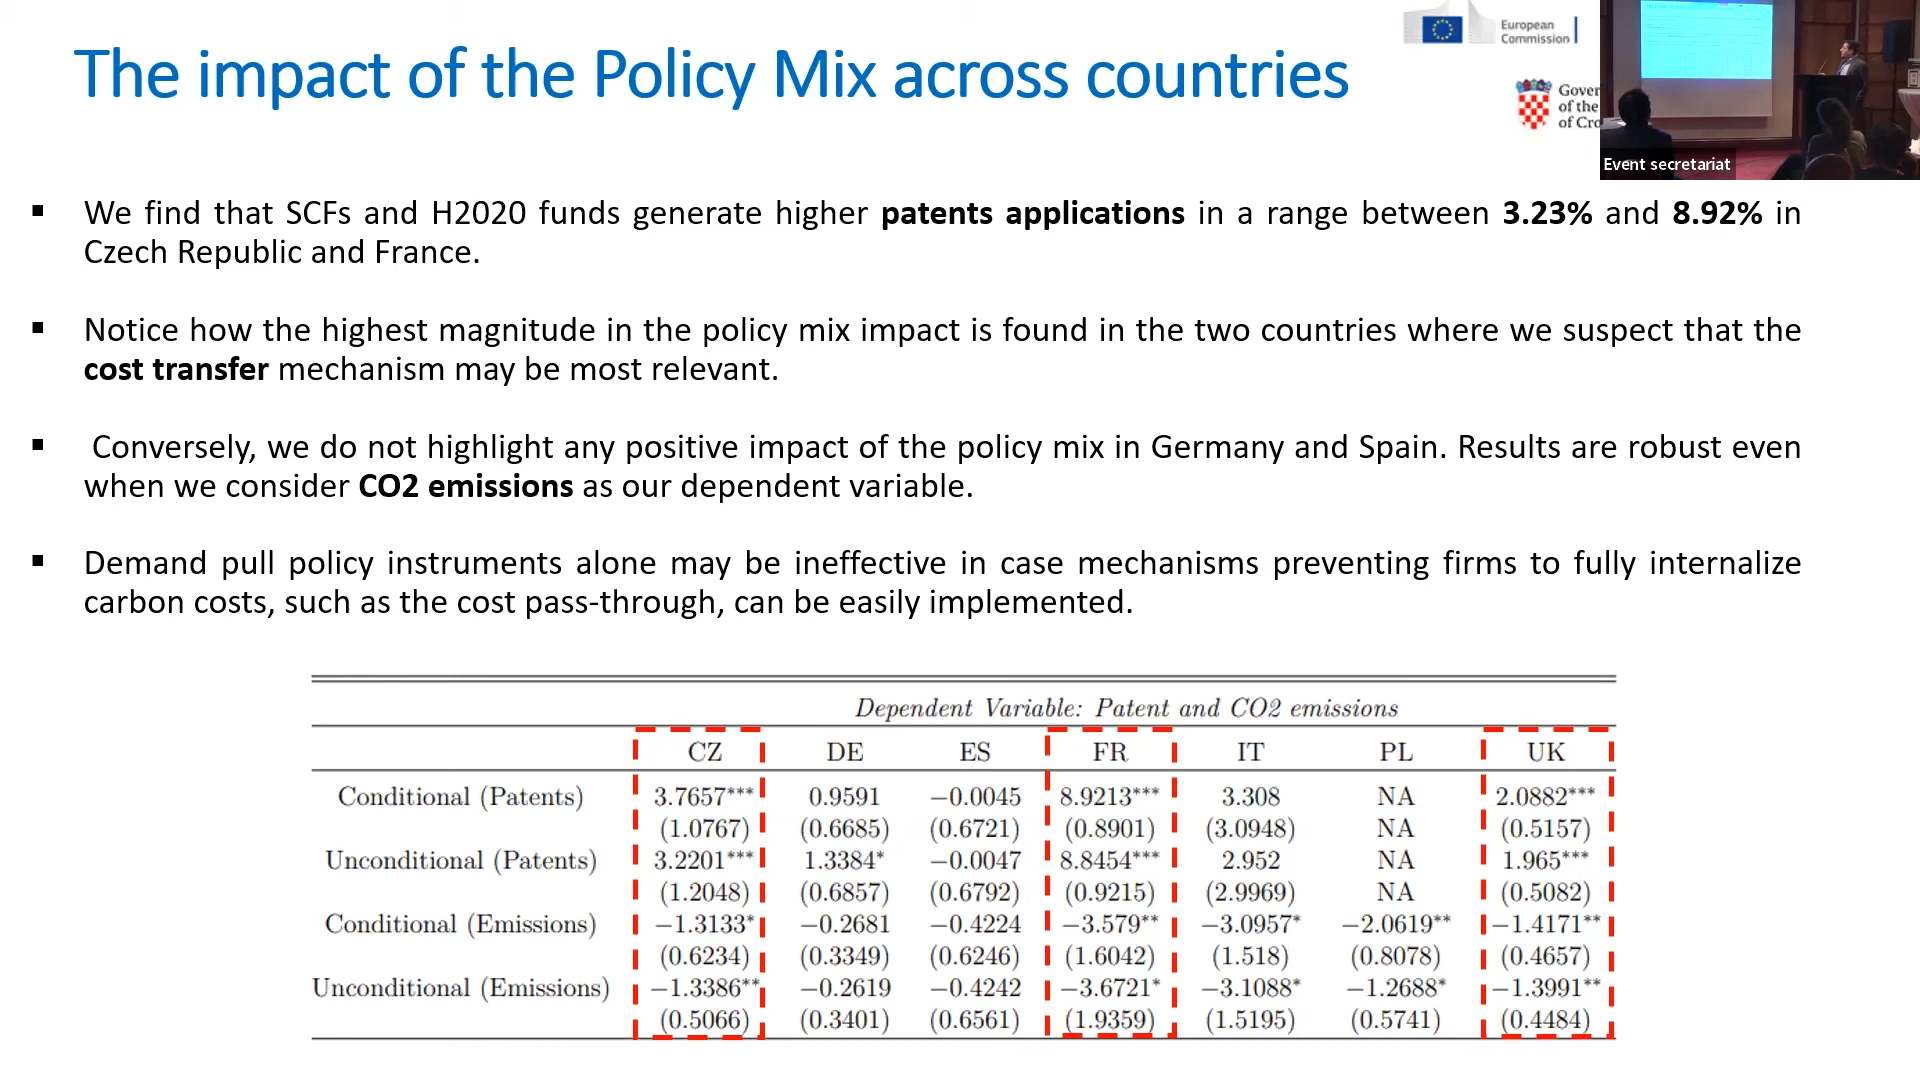 The impact of the Policy Mix across countries
European
Commission
of the
of
Event secretariat
▪ We find that SCFs and H2020 funds generate higher patents applications in a range between 3.23% and 8.92% in
Czech Republic and France.
▪ Notice how the highest magnitude in the policy mix impact is found in the two countries where we suspect that the
cost transfer mechanism may be most relevant.
▪ Conversely, we do not highlight any positive impact of the policy mix in Germany and Spain. Results are robust even
when we consider CO2 emissions as our dependent variable.
▪ Demand pull policy instruments alone may be ineffective in case mechanisms preventing firms to fully internalize
carbon costs, such as the cost pass-through, can be easily implemented.
Dependent Variable: Patent and CO2 emissions
CZ DE ES FR IT PL UK
Conditional (Patents) 3.7657*** 0.9591 −0.0045 8.9213*** 3.308 NA 2.0882***
(1.0767) (0.6685) (0.6721) (0.8901) (3.0948) NA (0.5157)
Unconditional (Patents) 3.2201*** 1.3384* −0.0047 8.8454*** 2.952 NA 1.965***
(1.2048) (0.6857) (0.6792) (0.9215) (2.9969) NA (0.5082)
Conditional (Emissions) −1.3133* −0.2681 −0.4224 −3.579** −3.0957* −2.0619** −1.4171**
(0.6234) (0.3349) (0.6246) (1.6042) (1.518) (0.8078) (0.4657)
Unconditional (Emissions) −1.3386** −0.2619 −0.4242 −3.6721* −3.1088* −1.2688* −1.3991**
(0.5066) (0.3401) (0.6561) (1.9359) (1.5195) (0.5741) (0.4484)